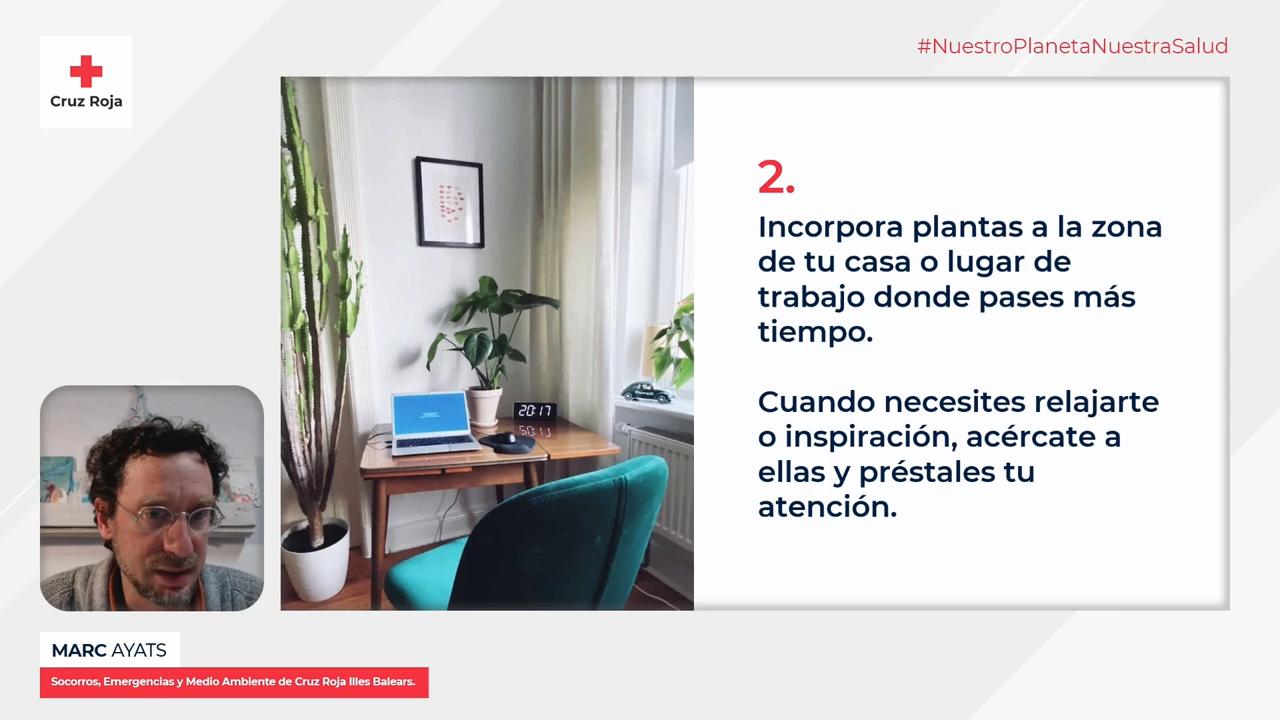 Cruz Roja
#NuestroPlanetaNuestraSalud
2.
Incorpora plantas a la zona
de tu casa o lugar de
trabajo donde pases más
tiempo.
Cuando necesites relajarte
o inspiración, acércate a
ellas y préstales tu
atención.
20:17
MARC AYATS
Socorros, Emergencias y Medio Ambiente de Cruz Roja Illes Balears.